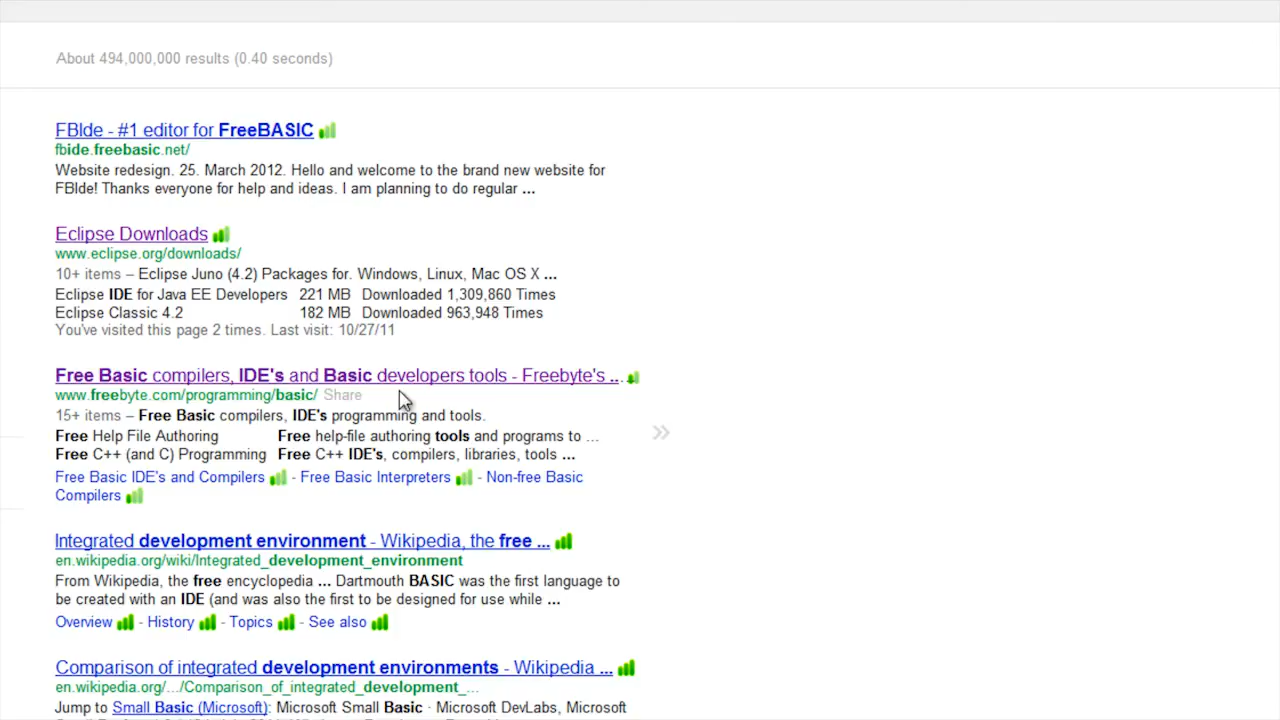 About 494,000,000 results (0.40 seconds)
FBIde - #1 editor for FreeBASIC
fbide.freebasic.net/
Website redesign. 25. March 2012. Hello and welcome to the brand new website for
FBIde! Thanks everyone for help and ideas. I am planning to do regular ...
Eclipse Downloads
www.eclipse.org/downloads/
10+ items – Eclipse Juno (4.2) Packages for. Windows, Linux, Mac OS X ...
Eclipse IDE for Java EE Developers 221 MB Downloaded 1,309,860 Times
Eclipse Classic 4.2 182 MB Downloaded 963,948 Times
You've visited this page 2 times. Last visit: 10/27/11
Free Basic compilers, IDE's and Basic developers tools - Freebyte's ...
www.freebyte.com/programming/basic/ Share
15+ items – Free Basic compilers, IDE's programming and tools.
Free Help File Authoring Free help-file authoring tools and programs to ...
Free C++ (and C) Programming Free C++ IDE's, compilers, libraries, tools ...
Free Basic IDE's and Compilers - Free Basic Interpreters - Non-free Basic
Compilers
Integrated development environment - Wikipedia, the free ...
en.wikipedia.org/wiki/Integrated_development_environment
From Wikipedia, the free encyclopedia ... Dartmouth BASIC was the first language to
be created with an IDE (and was also the first to be designed for use while ...
Overview - History - Topics - See also
Comparison of integrated development environments - Wikipedia ...
en.wikipedia.org/.../Comparison_of_integrated_development_...
Jump to Small Basic (Microsoft): Microsoft Small Basic · Microsoft DevLabs, Microsoft